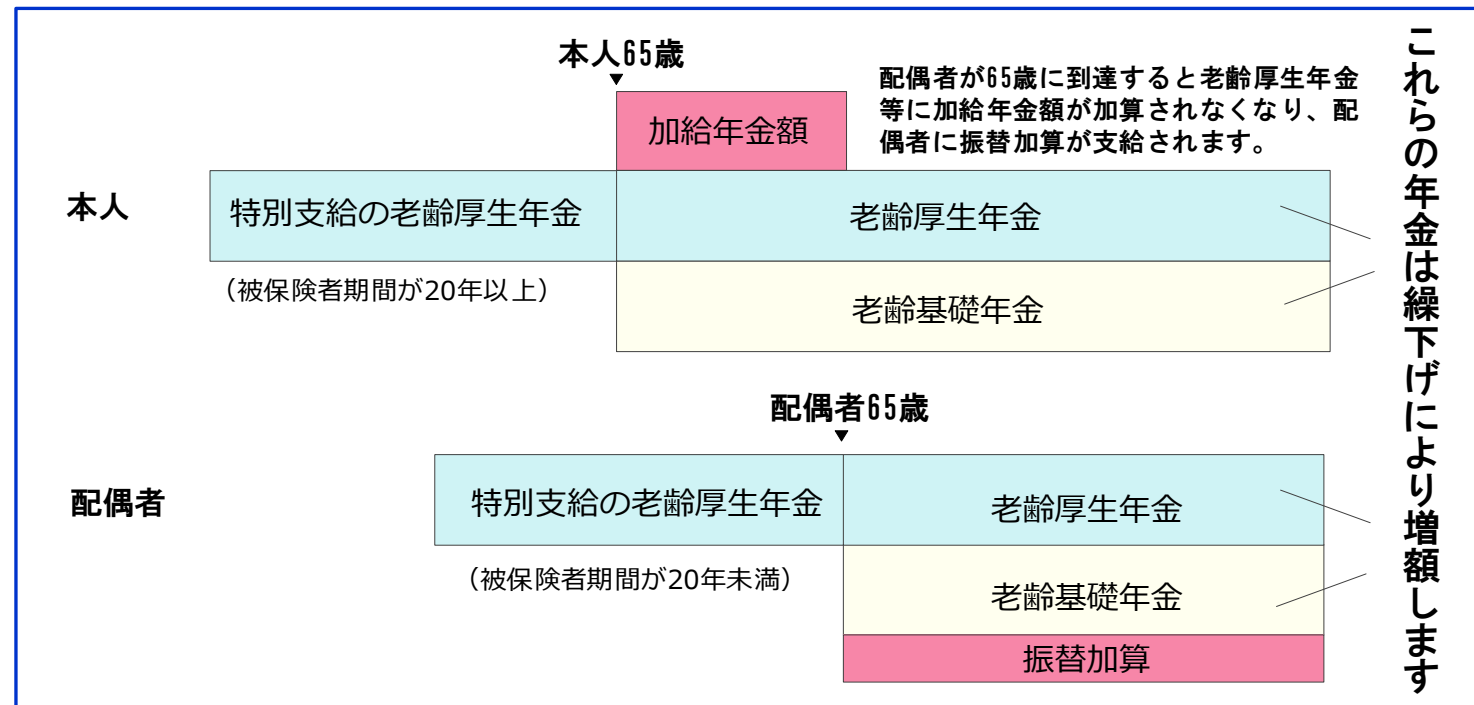 本人65歳
配偶者が65歳に到達すると老齢厚生年金
等に加給年金額が加算されなくなり、配
偶者に振替加算が支給されます。
加給年金額
本人
特別支給の老齢厚生年金
老齢厚生年金
（被保険者期間が20年以上）
老齢基礎年金
配偶者65歳
配偶者
特別支給の老齢厚生年金
老齢厚生年金
（被保険者期間が20年未満）
老齢基礎年金
振替加算
これらの年金は繰下げにより増額します